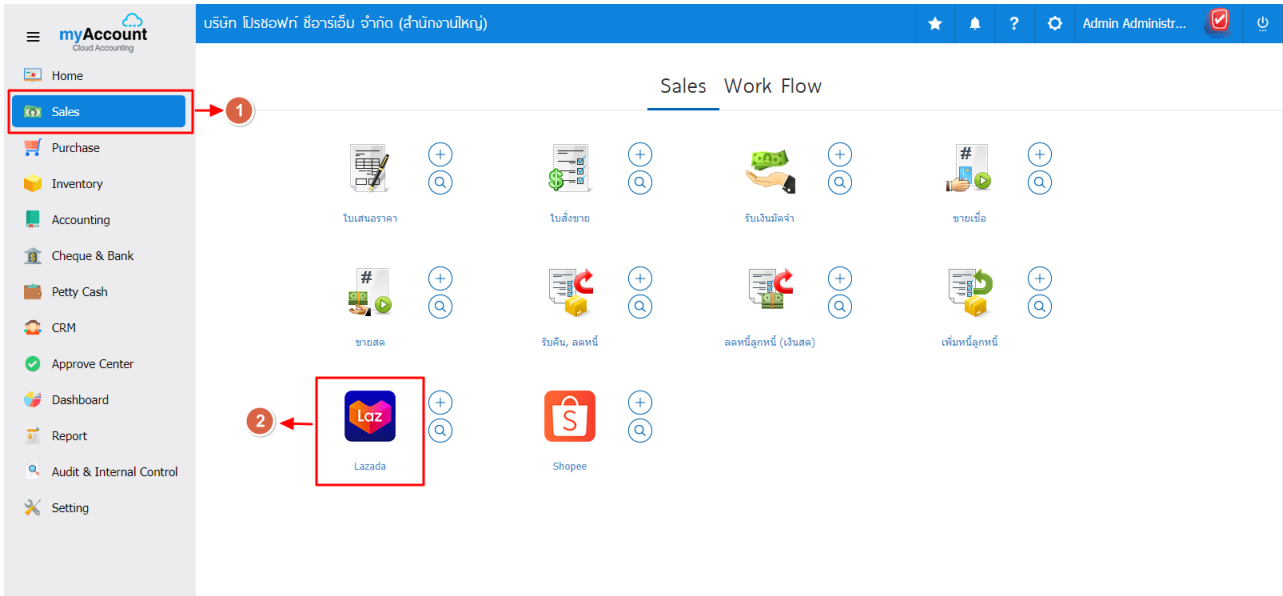 myAccount
Cloud Accounting
บริษัท โปรซอฟท์ ซีอาร์เอ็ม จำกัด (สำนักงานใหญ่)
?
Admin Administr...
Home
Sales
Purchase
Inventory
Accounting
Cheque & Bank
Petty Cash
CRM
Approve Center
Dashboard
Report
Audit & Internal Control
Setting
1
Sales Work Flow
#
ใบเสนอราคา
ใบสั่งขาย
รับเงินมัดจำ
ขายเชื่อ
#
ขายสด
รับคืน, ลดหนี้
ลดหนี้ลูกหนี้ (เงินสด)
เพิ่มหนี้ลูกหนี้
2
Laz
S
Lazada
Shopee